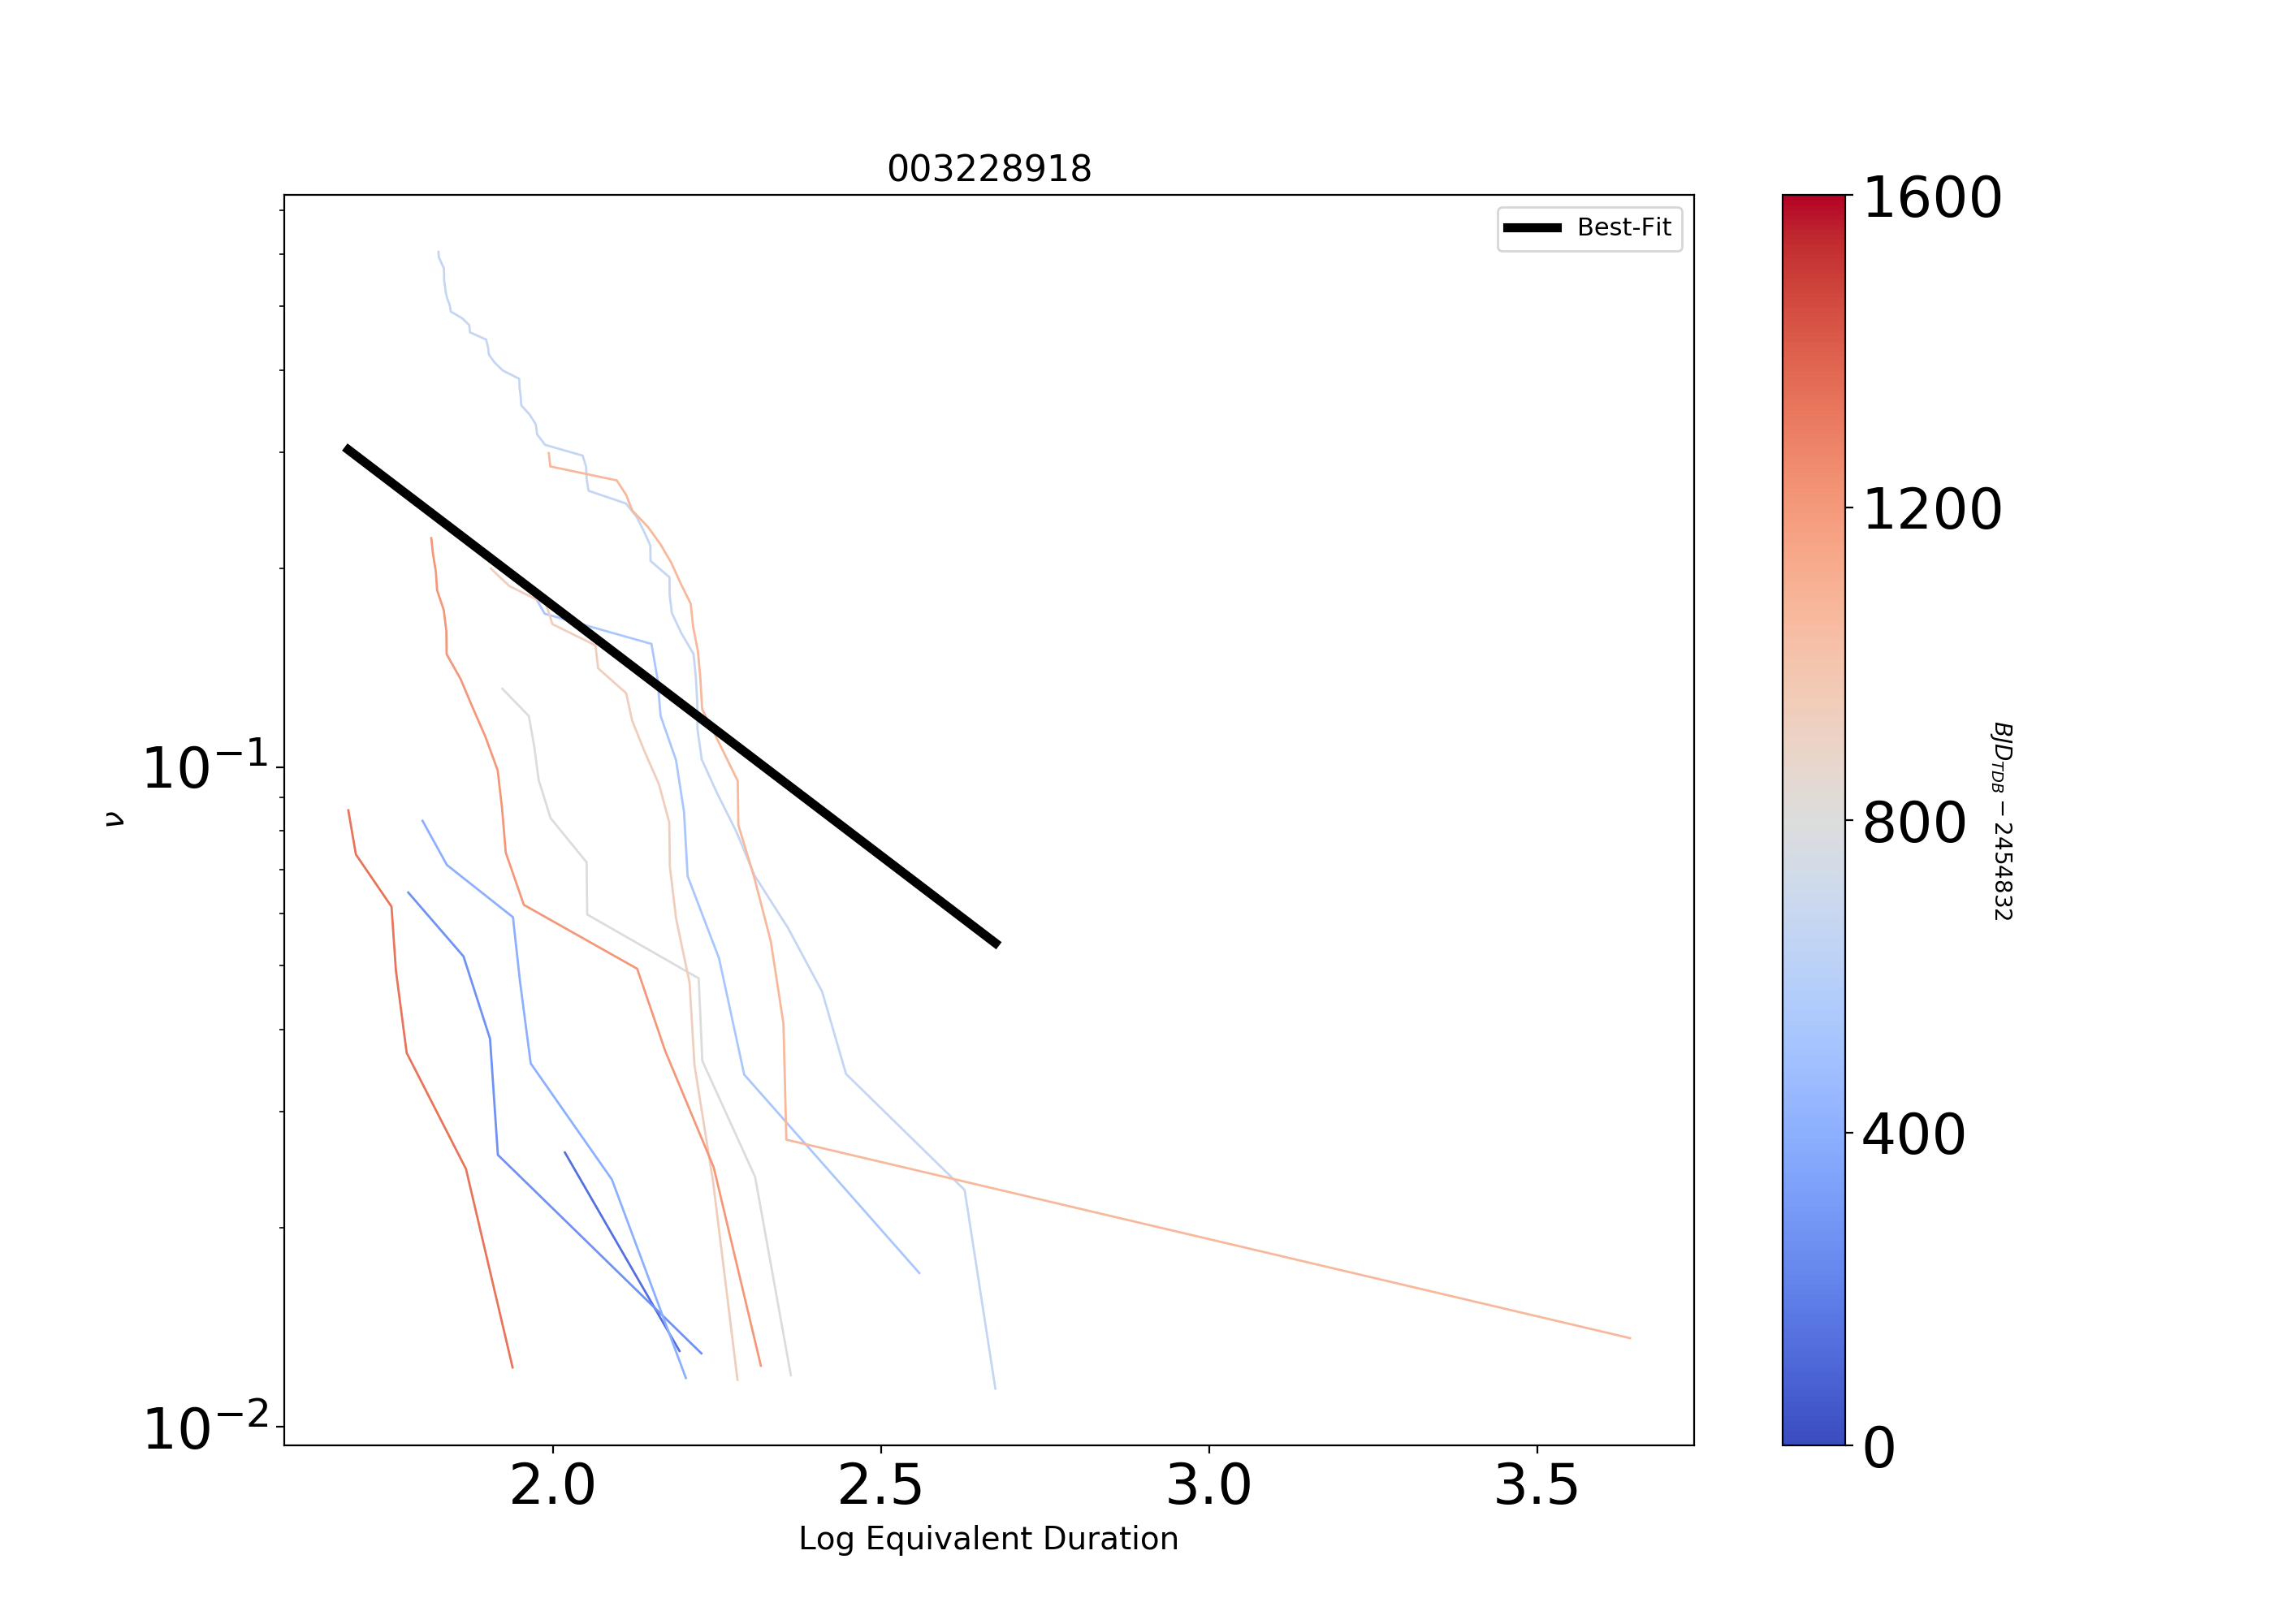 003228918
Best-Fit
10⁻¹
10⁻²
ν
2.0 2.5 3.0 3.5
Log Equivalent Duration
1600
1200
800
400
0
BJD_TDB − 2454832